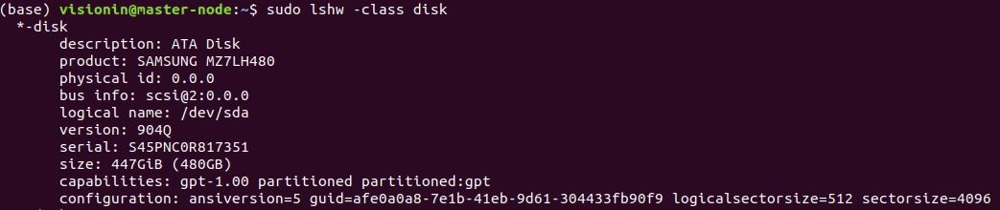 (base) visionin@master-node:~$ sudo lshw -class disk
*-disk
description: ATA Disk
product: SAMSUNG MZ7LH480
physical id: 0.0.0
bus info: scsi@2:0.0.0
logical name: /dev/sda
version: 904Q
serial: S45PNC0R817351
size: 447GiB (480GB)
capabilities: gpt-1.00 partitioned partitioned:gpt
configuration: ansiversion=5 guid=afe0a0a8-7e1b-41eb-9d61-304433fb90f9 logicalsectorsize=512 sectorsize=4096